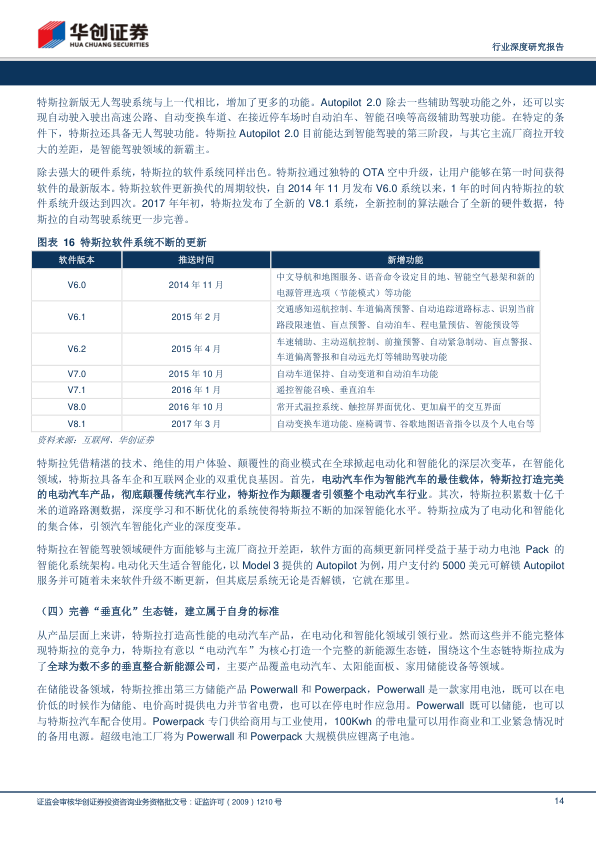 华创证券
HUA CHUANG SECURITIES
行业深度研究报告
特斯拉新版无人驾驶系统与上一代相比，增加了更多的功能。Autopilot 2.0 除去一些辅助驾驶功能之外，还可以实
现自动驶入驶出高速公路、自动变换车道、在接近停车场时自动泊车、智能召唤等高级辅助驾驶功能。在特定的条
件下，特斯拉还具备无人驾驶功能。特斯拉 Autopilot 2.0 目前能达到智能驾驶的第三阶段，与其它主流厂商拉开较
大的差距，是智能驾驶领域的新霸主。
除去强大的硬件系统，特斯拉的软件系统同样出色。特斯拉通过独特的 OTA 空中升级，让用户能够在第一时间获得
软件的最新版本。特斯拉软件更新换代的周期较快，自 2014 年 11 月发布 V6.0 系统以来，1 年的时间内特斯拉的软
件系统升级达到四次。2017 年年初，特斯拉发布了全新的 V8.1 系统，全新控制的算法融合了全新的硬件数据，特斯
拉的自动驾驶系统更一步完善。
图表 16 特斯拉软件系统不断的更新
软件版本 推送时间 新增功能
V6.0 2014 年 11 月 中文导航和地图服务、语音命令设定目的地、智能空气悬架和新的
电源管理选项（节能模式）等功能
V6.1 2015 年 2 月 交通感知巡航控制、车道偏离预警、自动追踪道路标志、识别当前
路段限速值、盲点预警、自动泊车、程电量预估、智能预设等
V6.2 2015 年 4 月 车速辅助、主动巡航控制、前撞预警、自动紧急制动、盲点警报、
车道偏离警报和自动远光灯等辅助驾驶功能
V7.0 2015 年 10 月 自动车道保持、自动变道和自动泊车功能
V7.1 2016 年 1 月 遥控智能召唤、垂直泊车
V8.0 2016 年 10 月 常开式温控系统、触控屏界面优化、更加扁平的交互界面
V8.1 2017 年 3 月 自动变换车道功能、座椅调节、谷歌地图语音指令以及个人电台等
资料来源：互联网、华创证券
特斯拉凭借精湛的技术、绝佳的用户体验、颠覆性的商业模式在全球掀起电动化和智能化的深层次变革，在智能化
领域，特斯拉具备车企和互联网企业的双重优良基因。首先，电动汽车作为智能汽车的最佳载体，特斯拉打造完美
的电动汽车产品，彻底颠覆传统汽车行业，特斯拉作为颠覆者引领整个电动汽车行业。其次，特斯拉积累数十亿千
米的道路路测数据，深度学习和不断优化的系统使得特斯拉不断的加深智能化水平。特斯拉成为了电动化和智能化
的集合体，引领汽车智能化产业的深度变革。
特斯拉在智能驾驶领域硬件方面能够与主流厂商拉开差距，软件方面的高频更新同样受益于基于动力电池 Pack 的
智能化系统架构。电动化天生适合智能化，以 Model 3 提供的 Autopilot 为例，用户支付约 5000 美元可解锁 Autopilot
服务并可随着未来软件升级不断更新，但其底层系统无论是否解锁，它就在那里。
（四）完善“垂直化”生态链，建立属于自身的标准
从产品层面上来讲，特斯拉打造高性能的电动汽车产品，在电动化和智能化领域引领行业。然而这些并不能完整体
现特斯拉的竞争力，特斯拉有意以“电动汽车”为核心打造一个完整的新能源生态链，围绕这个生态链特斯拉成为
了全球为数不多的垂直整合新能源公司，主要产品覆盖电动汽车、太阳能面板、家用储能设备等领域。
在储能设备领域，特斯拉推出第三方储能产品 Powerwall 和 Powerpack，Powerwall 是一款家用电池，既可以在电
价低的时候作为储能、电价高时提供电力并节省电费，也可以在停电时作应急用。Powerwall 既可以储能，也可以
与特斯拉汽车配合使用。Powerpack 专门供给商用与工业使用，100Kwh 的带电量可以用作商业和工业紧急情况时
的备用电源。超级电池工厂将为 Powerwall 和 Powerpack 大规模供应锂离子电池。
证监会审核华创证券投资咨询业务资格批文号：证监许可（2009）1210 号
14